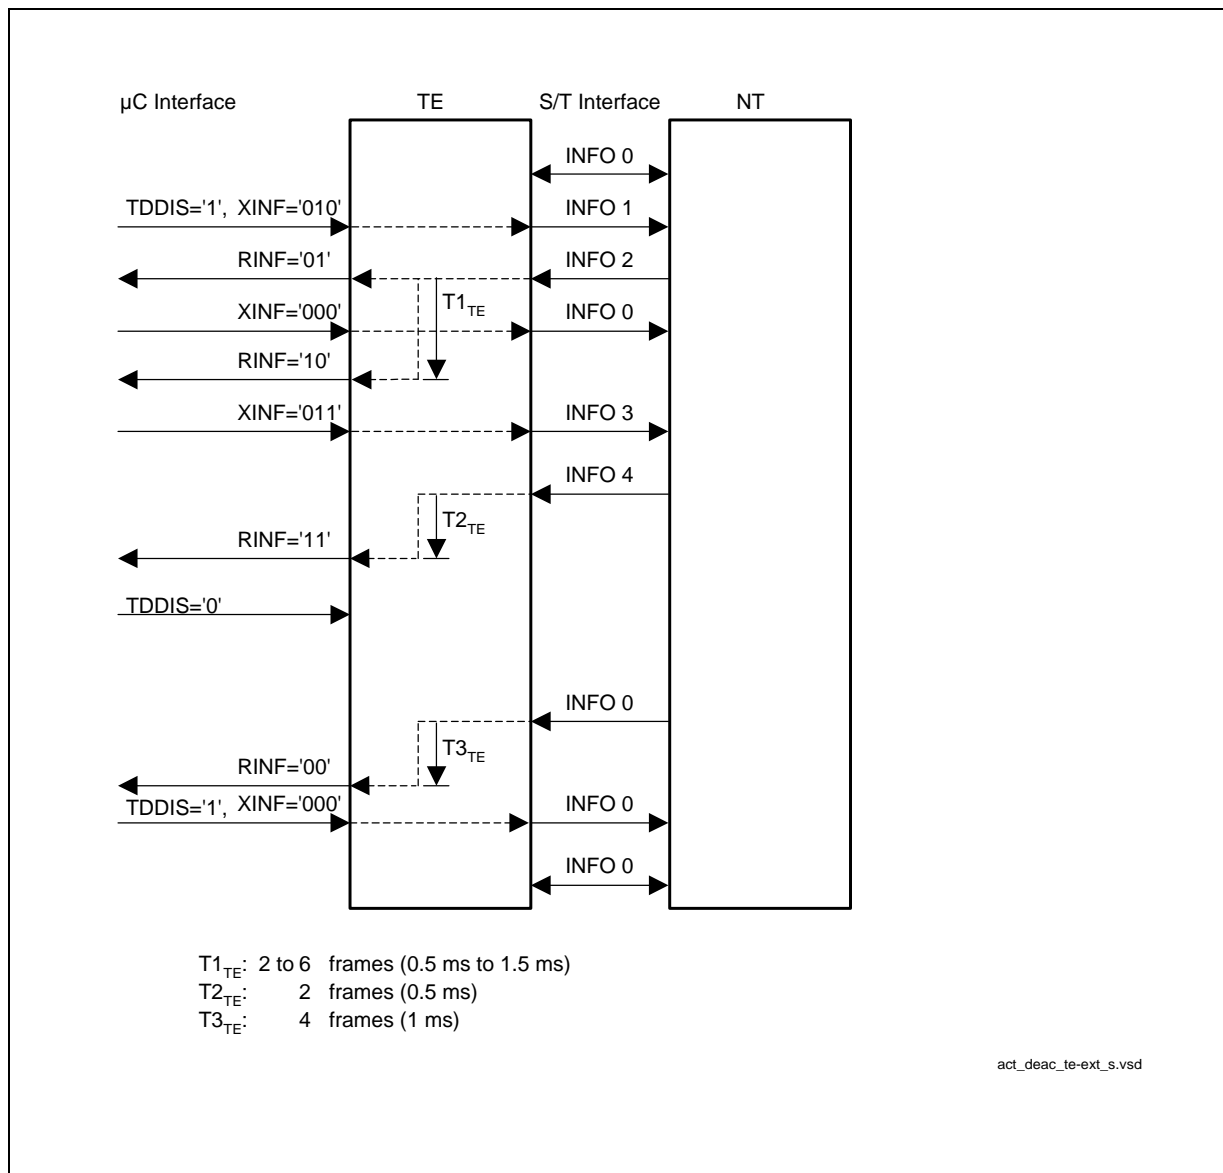 µC Interface TE S/T Interface NT
INFO 0
TDDIS='1', XINF='010' INFO 1
RINF='01' INFO 2
T1TE
XINF='000' INFO 0
RINF='10'
XINF='011' INFO 3
INFO 4
T2TE
RINF='11'
TDDIS='0'
INFO 0
T3TE
RINF='00'
TDDIS='1', XINF='000' INFO 0
INFO 0
T1TE: 2 to 6 frames (0.5 ms to 1.5 ms)
T2TE: 2 frames (0.5 ms)
T3TE: 4 frames (1 ms)
act_deac_te-ext_s.vsd